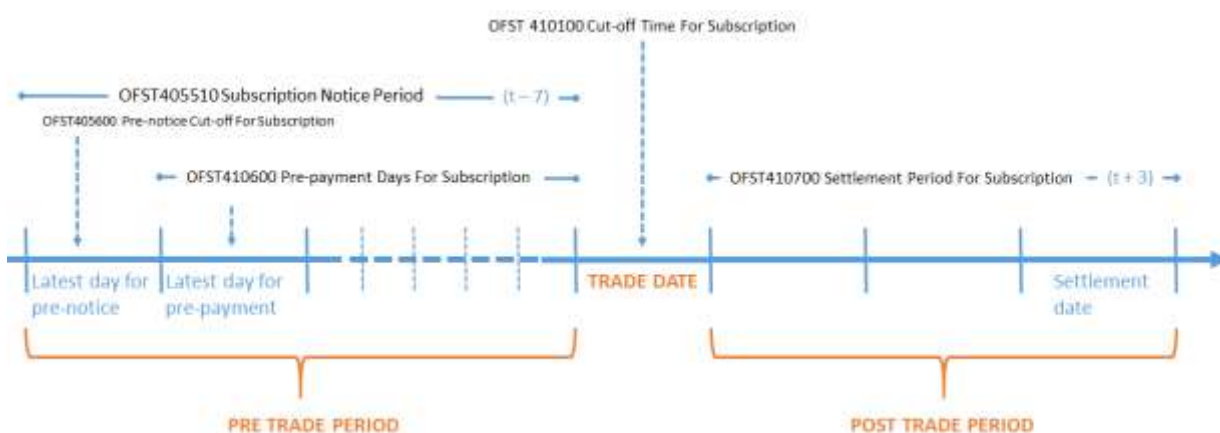 OFST 410100 Cut-off Time For Subscription
OFST405510 Subscription Notice Period (t – 7)
OFST405600 Pre-notice Cut-off For Subscription
OFST410600 Pre-payment Days For Subscription
OFST410700 Settlement Period For Subscription (t + 3)
Latest day for
pre-notice
Latest day for
pre-payment
TRADE DATE
Settlement
date
PRE TRADE PERIOD
POST TRADE PERIOD